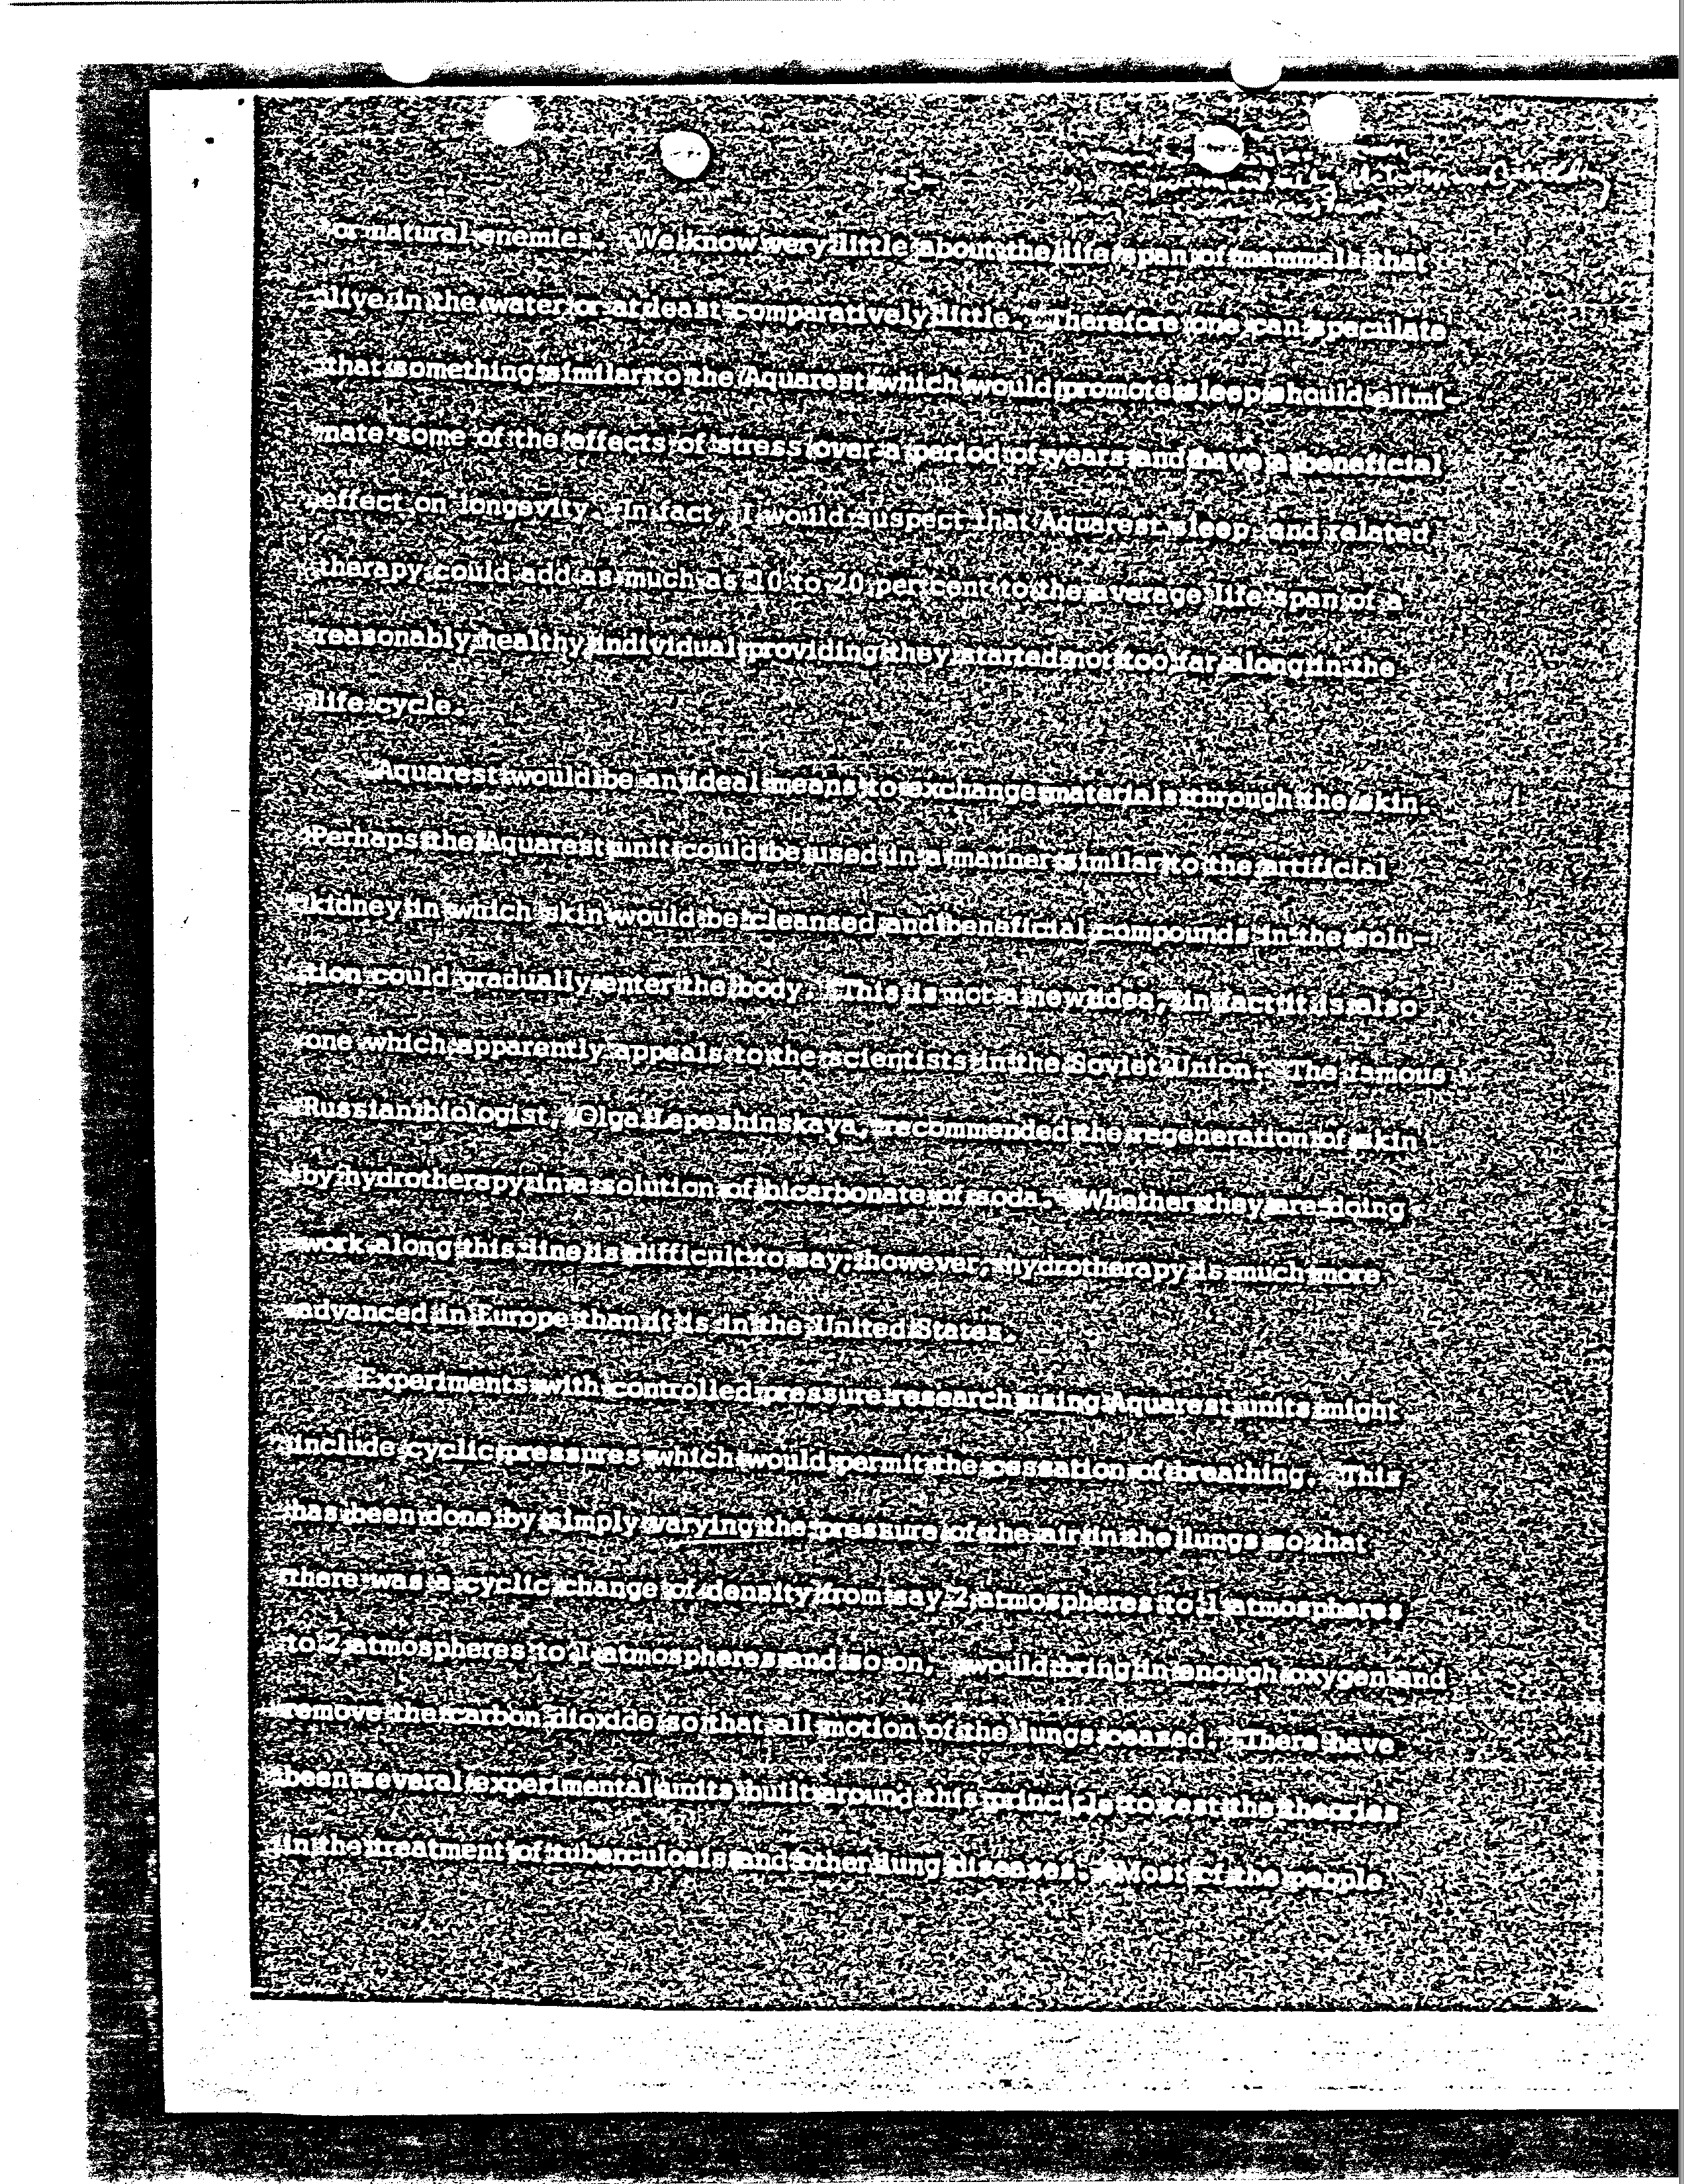 -5-
or natural enemies. We know very little about the life span of mammals that
live in the water or at least comparatively little. Therefore one can speculate
that something similar to the Aquarest which would promote sleep should elimi-
nate some of the effects of stress over a period of years and have a beneficial
effect on longevity. In fact, I would suspect that Aquarest sleep, and related
therapy could add as much as 10 to 20 per cent to the average life span of a
reasonably healthy individual providing they started not too far along in the
life cycle.
Aquarest would be an ideal means to exchange materials through the skin.
Perhaps the Aquarest unit could be used in a manner similar to the artificial
kidney in which skin would be cleansed and beneficial compounds in the solu-
tion could gradually enter the body. This is not a new idea, in fact it is also
one which apparently appeals to the scientists in the Soviet Union. The famous
Russian biologist, Olga Lepeshinskaya, recommended the regeneration of skin
by hydrotherapy in a solution of bicarbonate of soda. Whether they are doing
work along this line is difficult to say; however, hydrotherapy is much more
advanced in Europe than it is in the United States.
Experiments with controlled pressure research using Aquarest units might
include cyclic pressures which would permit the cessation of breathing. This
has been done by simply varying the pressure of the air in the lungs so that
there was a cyclic change of density from say 2 atmospheres to 1 atmospheres
to 2 atmospheres to 1 atmospheres and so on, would bring in enough oxygen and
remove the carbon dioxide so that all motion of the lungs ceased. There have
been several experimental units built around this principle to test the theories
in the treatment of tuberculosis and other lung diseases. Most of the people